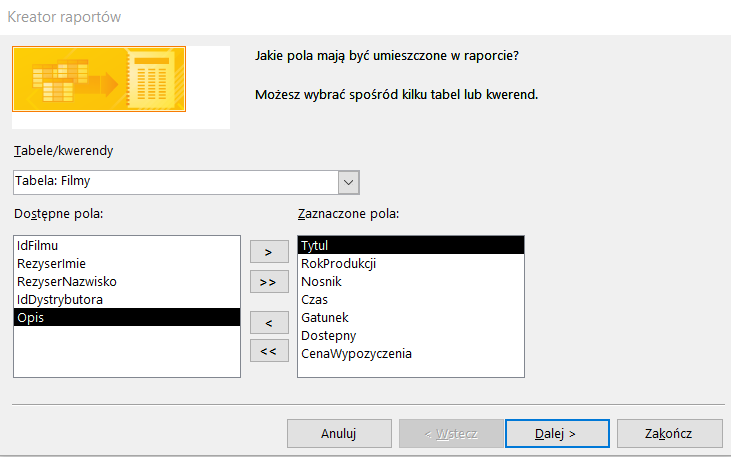 Kreator raportów
Jakie pola mają być umieszczone w raporcie?
Możesz wybrać spośród kilku tabel lub kwerend.
Tabele/kwerendy
Tabela: Filmy
Dostępne pola:
IdFilmu
RezyserImie
RezyserNazwisko
IdDystrybutora
Opis
>
>>
<
<<
Zaznaczone pola:
Tytul
RokProdukcji
Nosnik
Czas
Gatunek
Dostepny
CenaWypozyczenia
Anuluj
< Wstecz
Dalej >
Zakończ